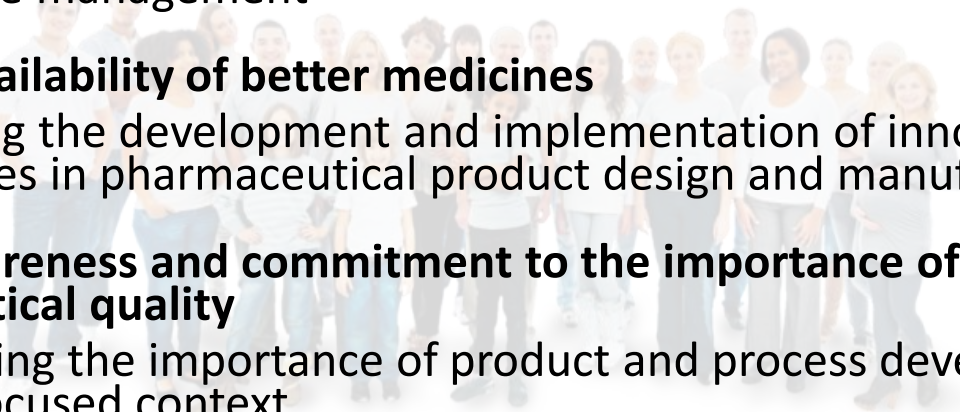 management
ailability of better medicines
g the development and implementation of inno
es in pharmaceutical product design and manuf
reness and commitment to the importance of
tical quality
ing the importance of product and process deve
ocused context